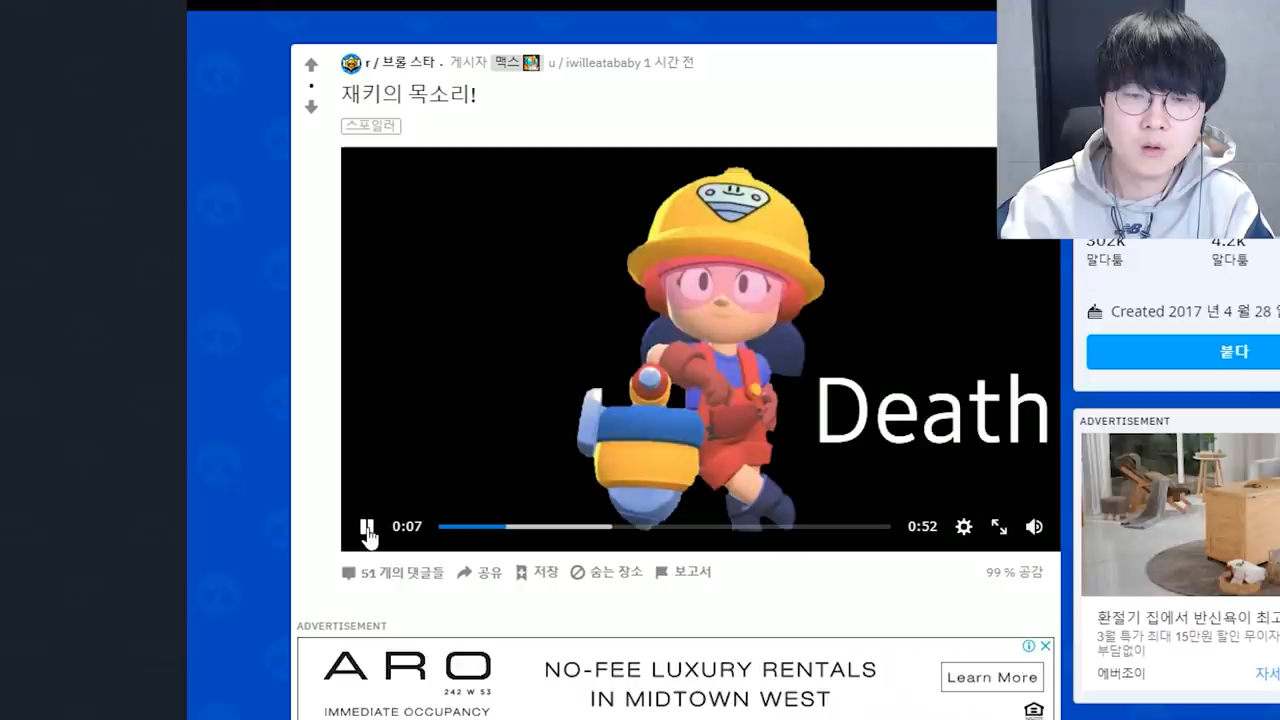 r / 브롤 스타 . 게시자 맥스 u / iwilleatababy 1 시간 전
재키의 목소리!
스포일러
Death
0:07
0:52
51 개의 댓글들 공유 저장 숨는 장소 보고서 99 % 공감
302k 4.2k
말다툼 말다툼
Created 2017 년 4 월 28
붙다
ADVERTISEMENT
환절기 집에서 반신욕이 최고
3월 특가 최대 15만원 할인 무이자
부담없이
에버조이 자세
ADVERTISEMENT
ARO
242 W 53
IMMEDIATE OCCUPANCY
NO-FEE LUXURY RENTALS
IN MIDTOWN WEST
Learn More